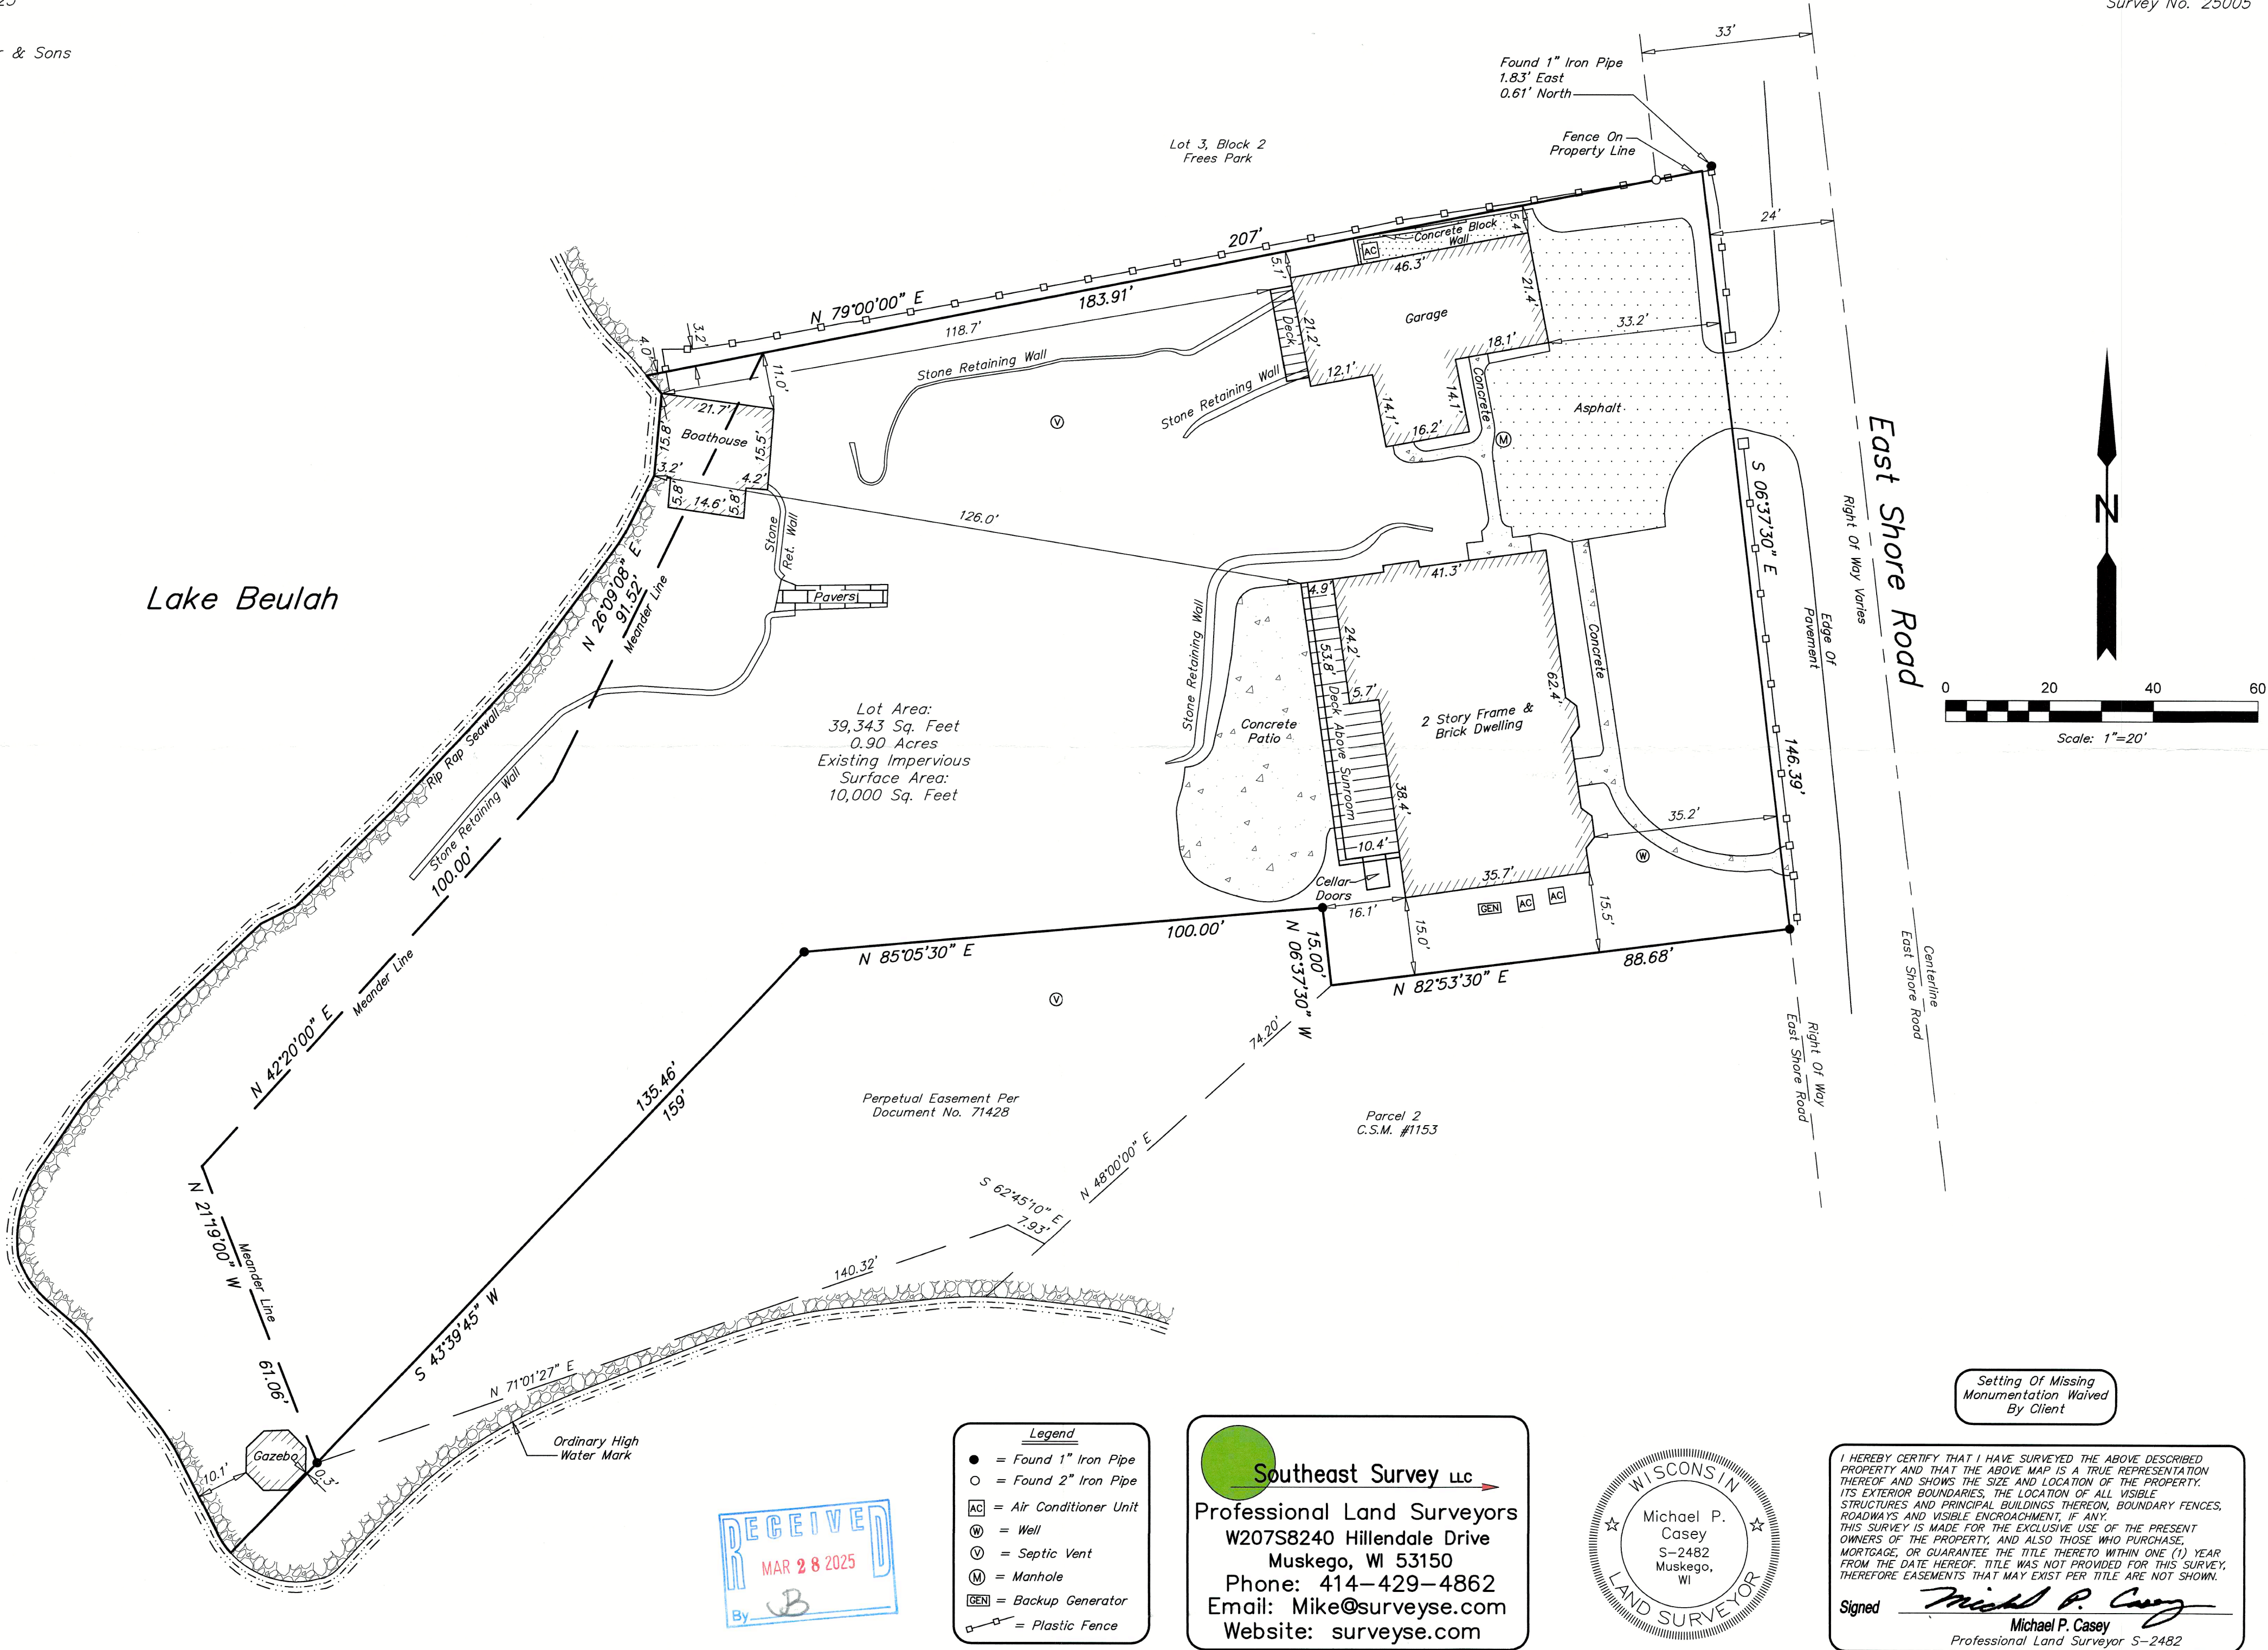 Survey No. 25005
& Sons
33'
Found 1" Iron Pipe
1.83' East
0.61' North
Fence On
Property Line
Lot 3, Block 2
Frees Park
24'
207'
N 79°00'00" E
183.91'
118.7'
3.2'
4.0'
5.1'
5.4'
Concrete Block
Wall
AC
46.3'
21.4'
Garage
33.2'
18.1'
21.2'
Deck
12.1'
14.1'
14.1'
16.2'
Concrete
Asphalt
M
Stone Retaining Wall
Stone Retaining Wall
V
11.0'
21.7'
Boathouse
15.8'
15.5'
3.2'
4.2'
5.8'
14.6'
5.8'
Stone
Ret. Wall
126.0'
Pavers
Lake Beulah
N 26°09'08" E
91.52'
Meander Line
East Shore Road
Right Of Way Varies
S 06°37'30" E
146.39'
Edge Of
Pavement
N
0 20 40 60
Scale: 1"=20'
41.3'
4.9'
24.2'
53.8'
Deck Above Sunroom
5.7'
62.4'
38.4'
10.4'
2 Story Frame &
Brick Dwelling
Concrete
Stone Retaining Wall
Concrete
Patio
Lot Area:
39,343 Sq. Feet
0.90 Acres
Existing Impervious
Surface Area:
10,000 Sq. Feet
Rip Rap Seawall
Stone Retaining Wall
100.00'
Meander Line
N 42°20'00" E
35.2'
W
35.7'
Cellar
Doors
16.1'
GEN
AC
AC
15.0'
15.5'
100.00'
N 85°05'30" E
15.00'
N 06°37'30" W
88.68'
N 82°53'30" E
Centerline
East Shore Road
Right Of Way
East Shore Road
V
74.20'
135.46'
159'
Perpetual Easement Per
Document No. 71428
Parcel 2
C.S.M. #1153
N 48°00'00" E
S 62°45'10" E
7.93'
140.32'
N 21°19'00" W
Meander Line
61.06'
S 43°39'45" W
N 71°01'27" E
Gazebo
10.1'
0.3'
Ordinary High
Water Mark
RECEIVED
MAR 28 2025
By B
Legend
= Found 1" Iron Pipe
= Found 2" Iron Pipe
AC = Air Conditioner Unit
W = Well
V = Septic Vent
M = Manhole
GEN = Backup Generator
= Plastic Fence
Southeast Survey LLC
Professional Land Surveyors
W207S8240 Hillendale Drive
Muskego, WI 53150
Phone: 414-429-4862
Email: Mike@surveyse.com
Website: surveyse.com
WISCONSIN
Michael P.
Casey
S-2482
Muskego,
WI
LAND SURVEYOR
Setting Of Missing
Monumentation Waived
By Client
I HEREBY CERTIFY THAT I HAVE SURVEYED THE ABOVE DESCRIBED
PROPERTY AND THAT THE ABOVE MAP IS A TRUE REPRESENTATION
THEREOF AND SHOWS THE SIZE AND LOCATION OF THE PROPERTY.
ITS EXTERIOR BOUNDARIES, THE LOCATION OF ALL VISIBLE
STRUCTURES AND PRINCIPAL BUILDINGS THEREON, BOUNDARY FENCES,
ROADWAYS AND VISIBLE ENCROACHMENT, IF ANY.
THIS SURVEY IS MADE FOR THE EXCLUSIVE USE OF THE PRESENT
OWNERS OF THE PROPERTY, AND ALSO THOSE WHO PURCHASE,
MORTGAGE, OR GUARANTEE THE TITLE THERETO WITHIN ONE (1) YEAR
FROM THE DATE HEREOF. TITLE WAS NOT PROVIDED FOR THIS SURVEY,
THEREFORE EASEMENTS THAT MAY EXIST PER TITLE ARE NOT SHOWN.
Signed Michael P. Casey
Michael P. Casey
Professional Land Surveyor S-2482